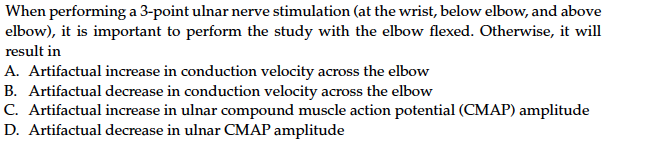 When performing a 3-point ulnar nerve stimulation (at the wrist, below elbow, and above
elbow), it is important to perform the study with the elbow flexed. Otherwise, it will
result in
A. Artifactual increase in conduction velocity across the elbow
B. Artifactual decrease in conduction velocity across the elbow
C. Artifactual increase in ulnar compound muscle action potential (CMAP) amplitude
D. Artifactual decrease in ulnar CMAP amplitude